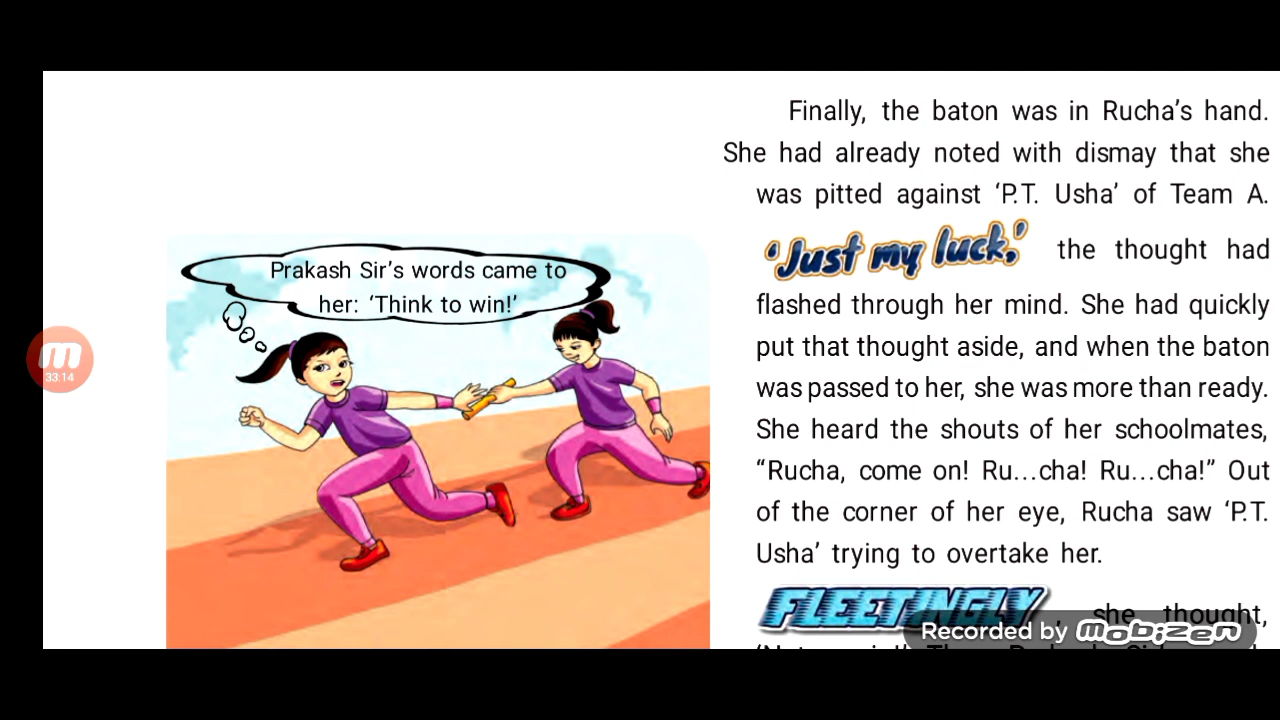 Finally, the baton was in Rucha's hand.
She had already noted with dismay that she
was pitted against 'P.T. Usha' of Team A.
'Just my luck,' the thought had
flashed through her mind. She had quickly
put that thought aside, and when the baton
was passed to her, she was more than ready.
She heard the shouts of her schoolmates,
“Rucha, come on! Ru...cha! Ru...cha!” Out
of the corner of her eye, Rucha saw 'P.T.
Usha' trying to overtake her.
FLEETINGLY, she thought,
Prakash Sir's words came to
her: 'Think to win!'
33:14
Recorded by mobizen